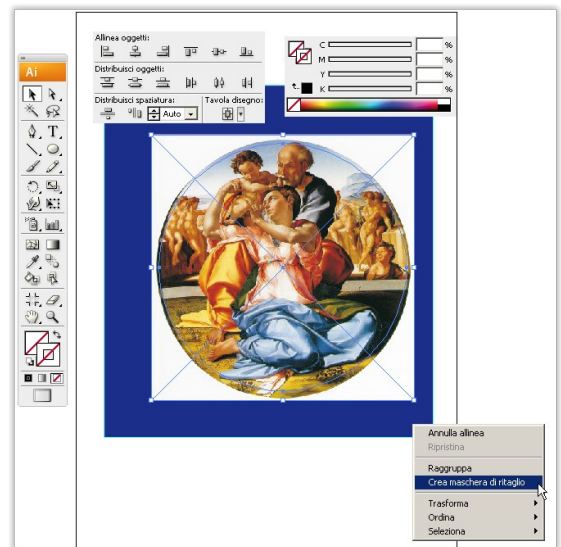 Allinea oggetti:
Distribuisci oggetti:
Distribuisci spaziatura:
Auto
Tavola disegno:
C %
M %
Y %
K %
Ai
T
Annulla allinea
Ripristina
Raggruppa
Crea maschera di ritaglio
Trasforma
Ordina
Seleziona